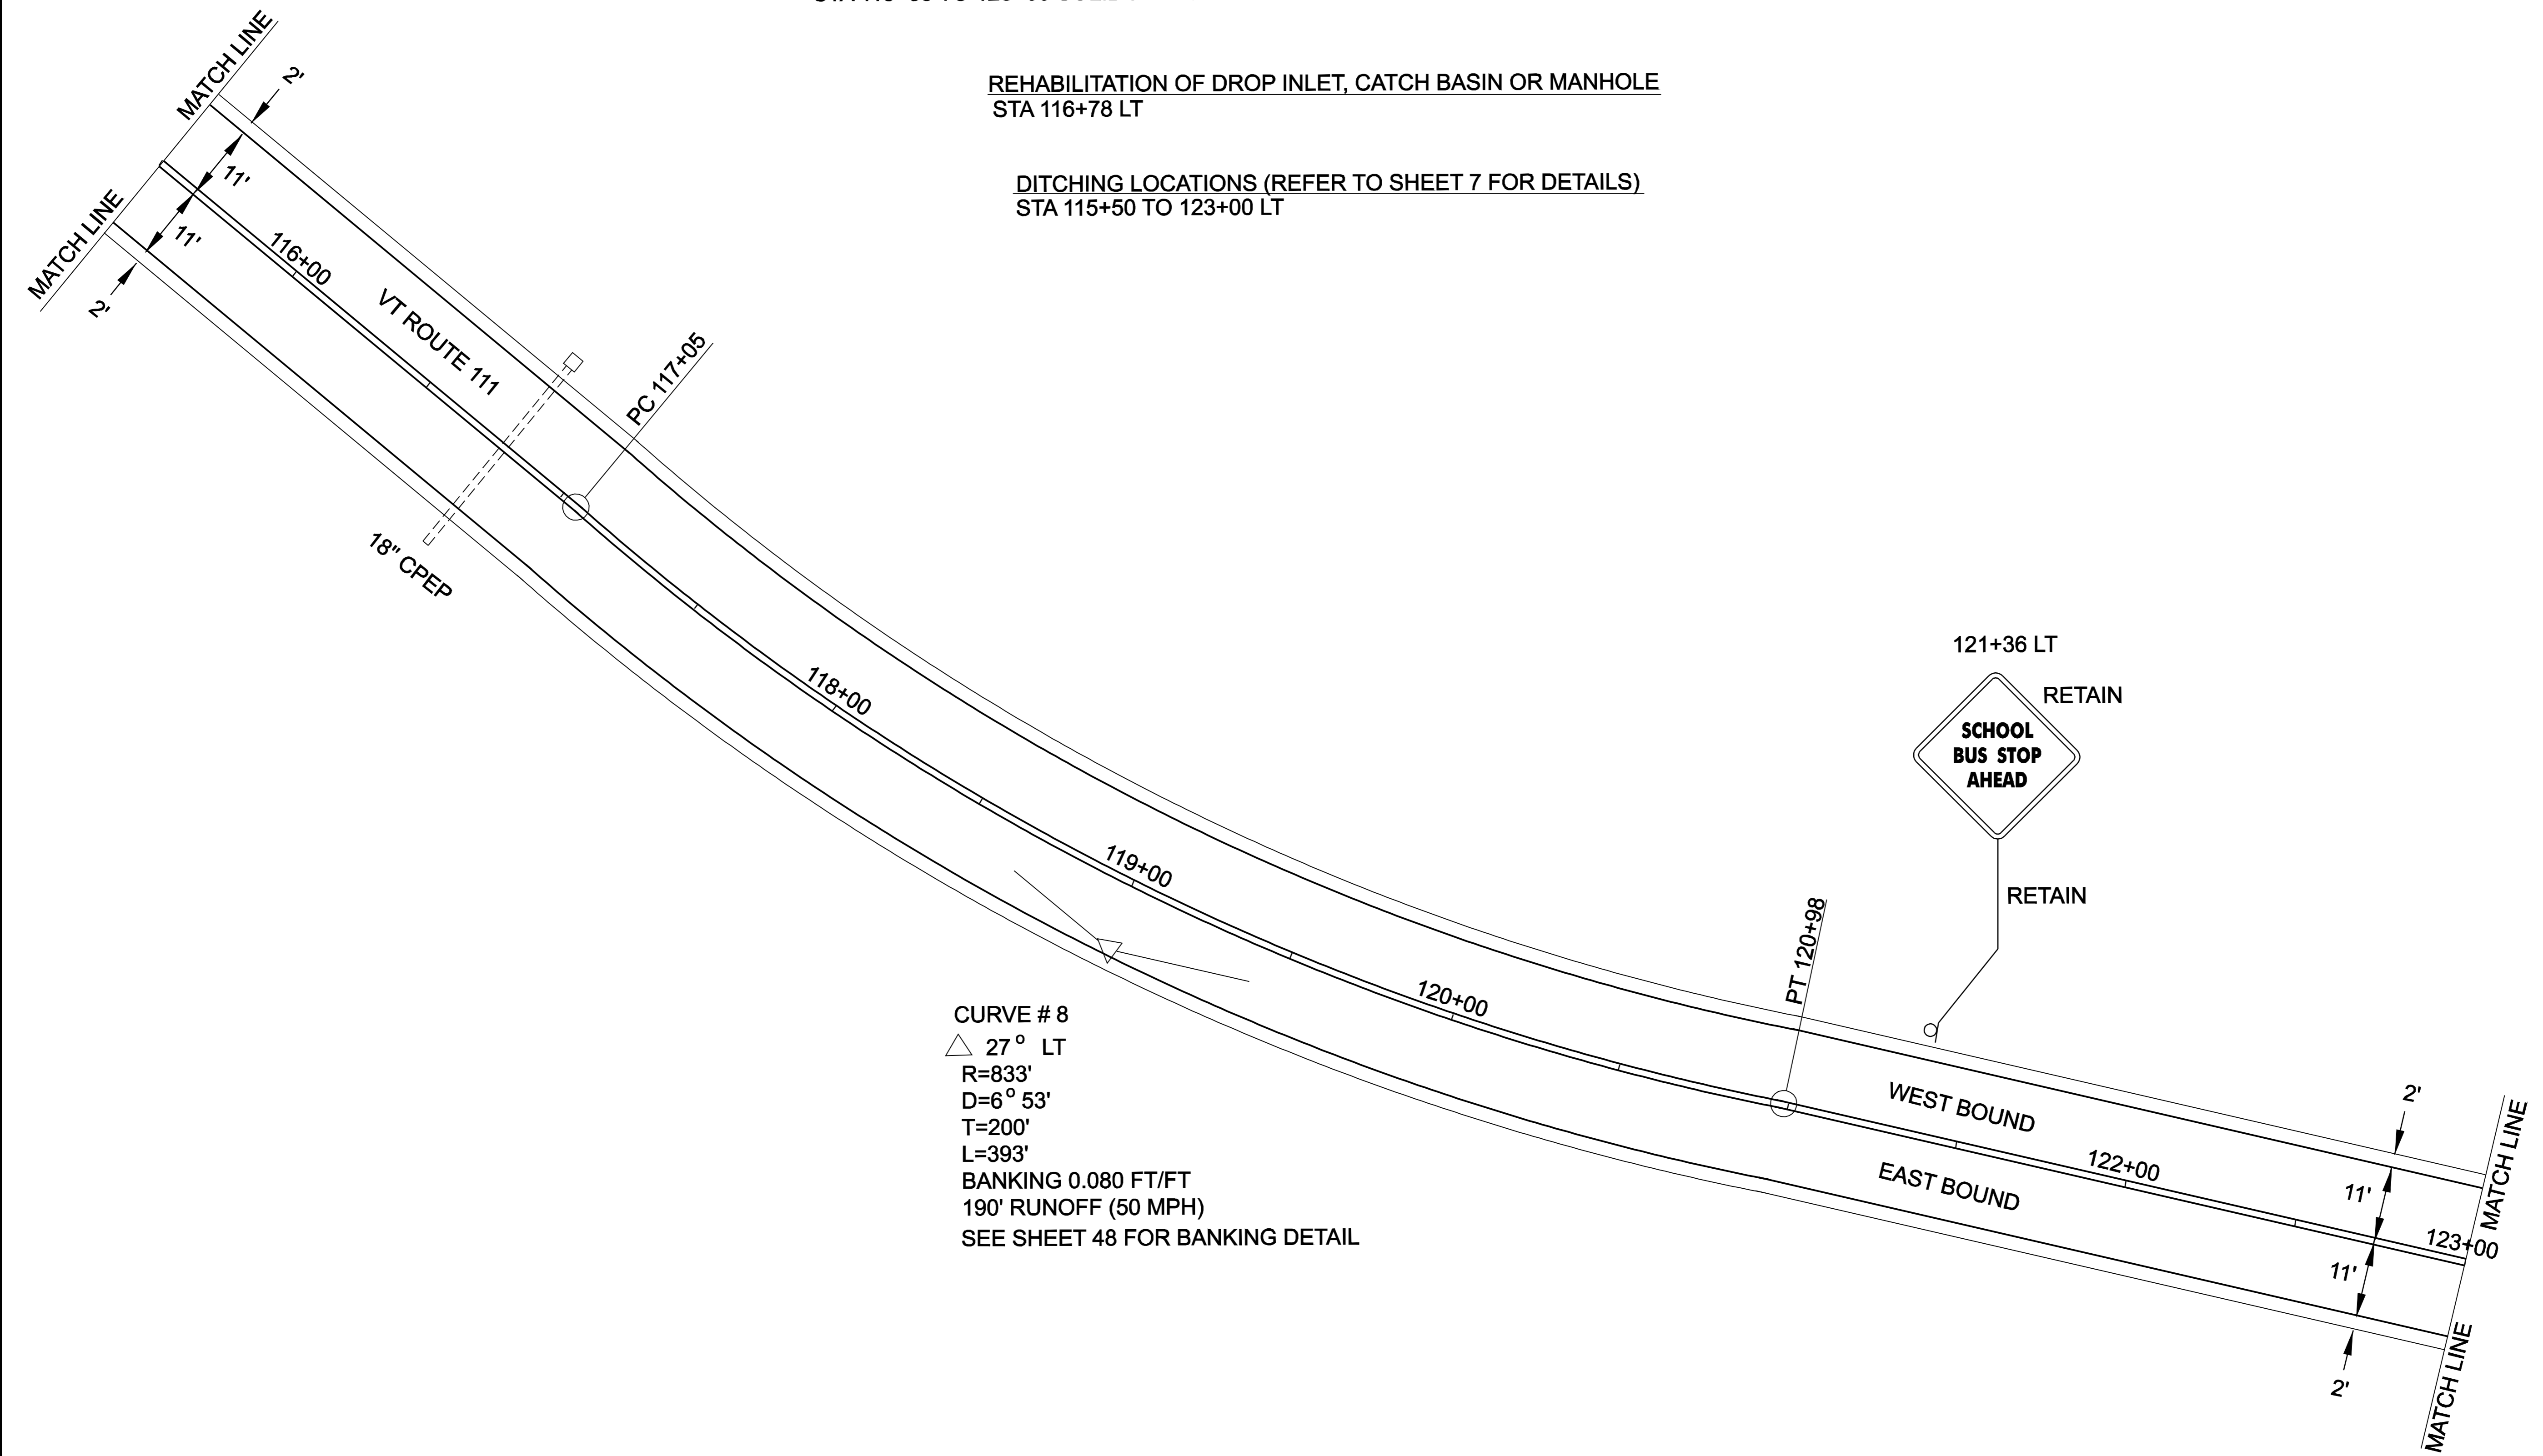 REHABILITATION OF DROP INLET, CATCH BASIN OR MANHOLE
STA 116+78 LT
DITCHING LOCATIONS (REFER TO SHEET 7 FOR DETAILS)
STA 115+50 TO 123+00 LT
MATCH LINE
2'
11'
MATCH LINE
11'
2'
116+00
VT ROUTE 111
PC 117+05
18" CPEP
118+00
119+00
120+00
121+36 LT
RETAIN
SCHOOL
BUS STOP
AHEAD
RETAIN
PT 120+98
CURVE # 8
△ 27° LT
R=833'
D=6° 53'
T=200'
L=393'
BANKING 0.080 FT/FT
190' RUNOFF (50 MPH)
SEE SHEET 48 FOR BANKING DETAIL
WEST BOUND
EAST BOUND
122+00
2'
11'
MATCH LINE
123+00
11'
2'
MATCH LINE